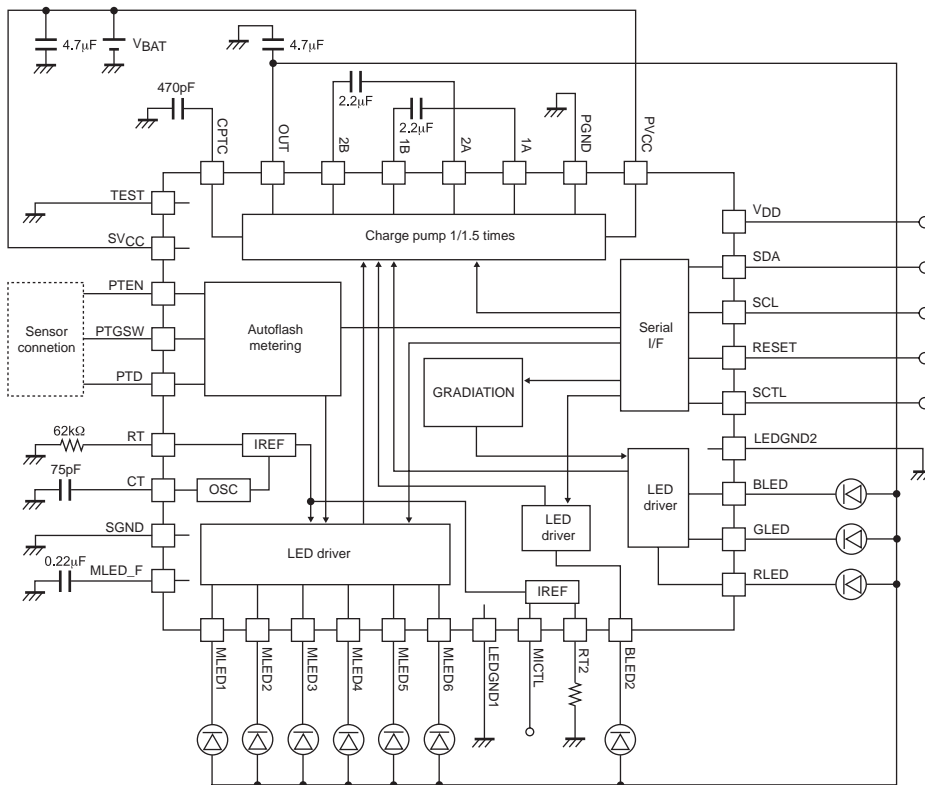 4.7μF
VBAT
4.7μF
470pF
2.2μF
2.2μF
CPTC
OUT
2B
1B
2A
1A
PGND
PVCC
TEST
SVCC
PTEN
PTGSW
PTD
Sensor
connetion
Charge pump 1/1.5 times
Autoflash
metering
Serial
I/F
GRADIATION
VDD
SDA
SCL
RESET
SCTL
LEDGND2
BLED
GLED
RLED
62kΩ
RT
IREF
75pF
CT
OSC
SGND
0.22μF
MLED_F
LED driver
LED
driver
LED
driver
IREF
MLED1
MLED2
MLED3
MLED4
MLED5
MLED6
LEDGND1
MICTL
RT2
BLED2